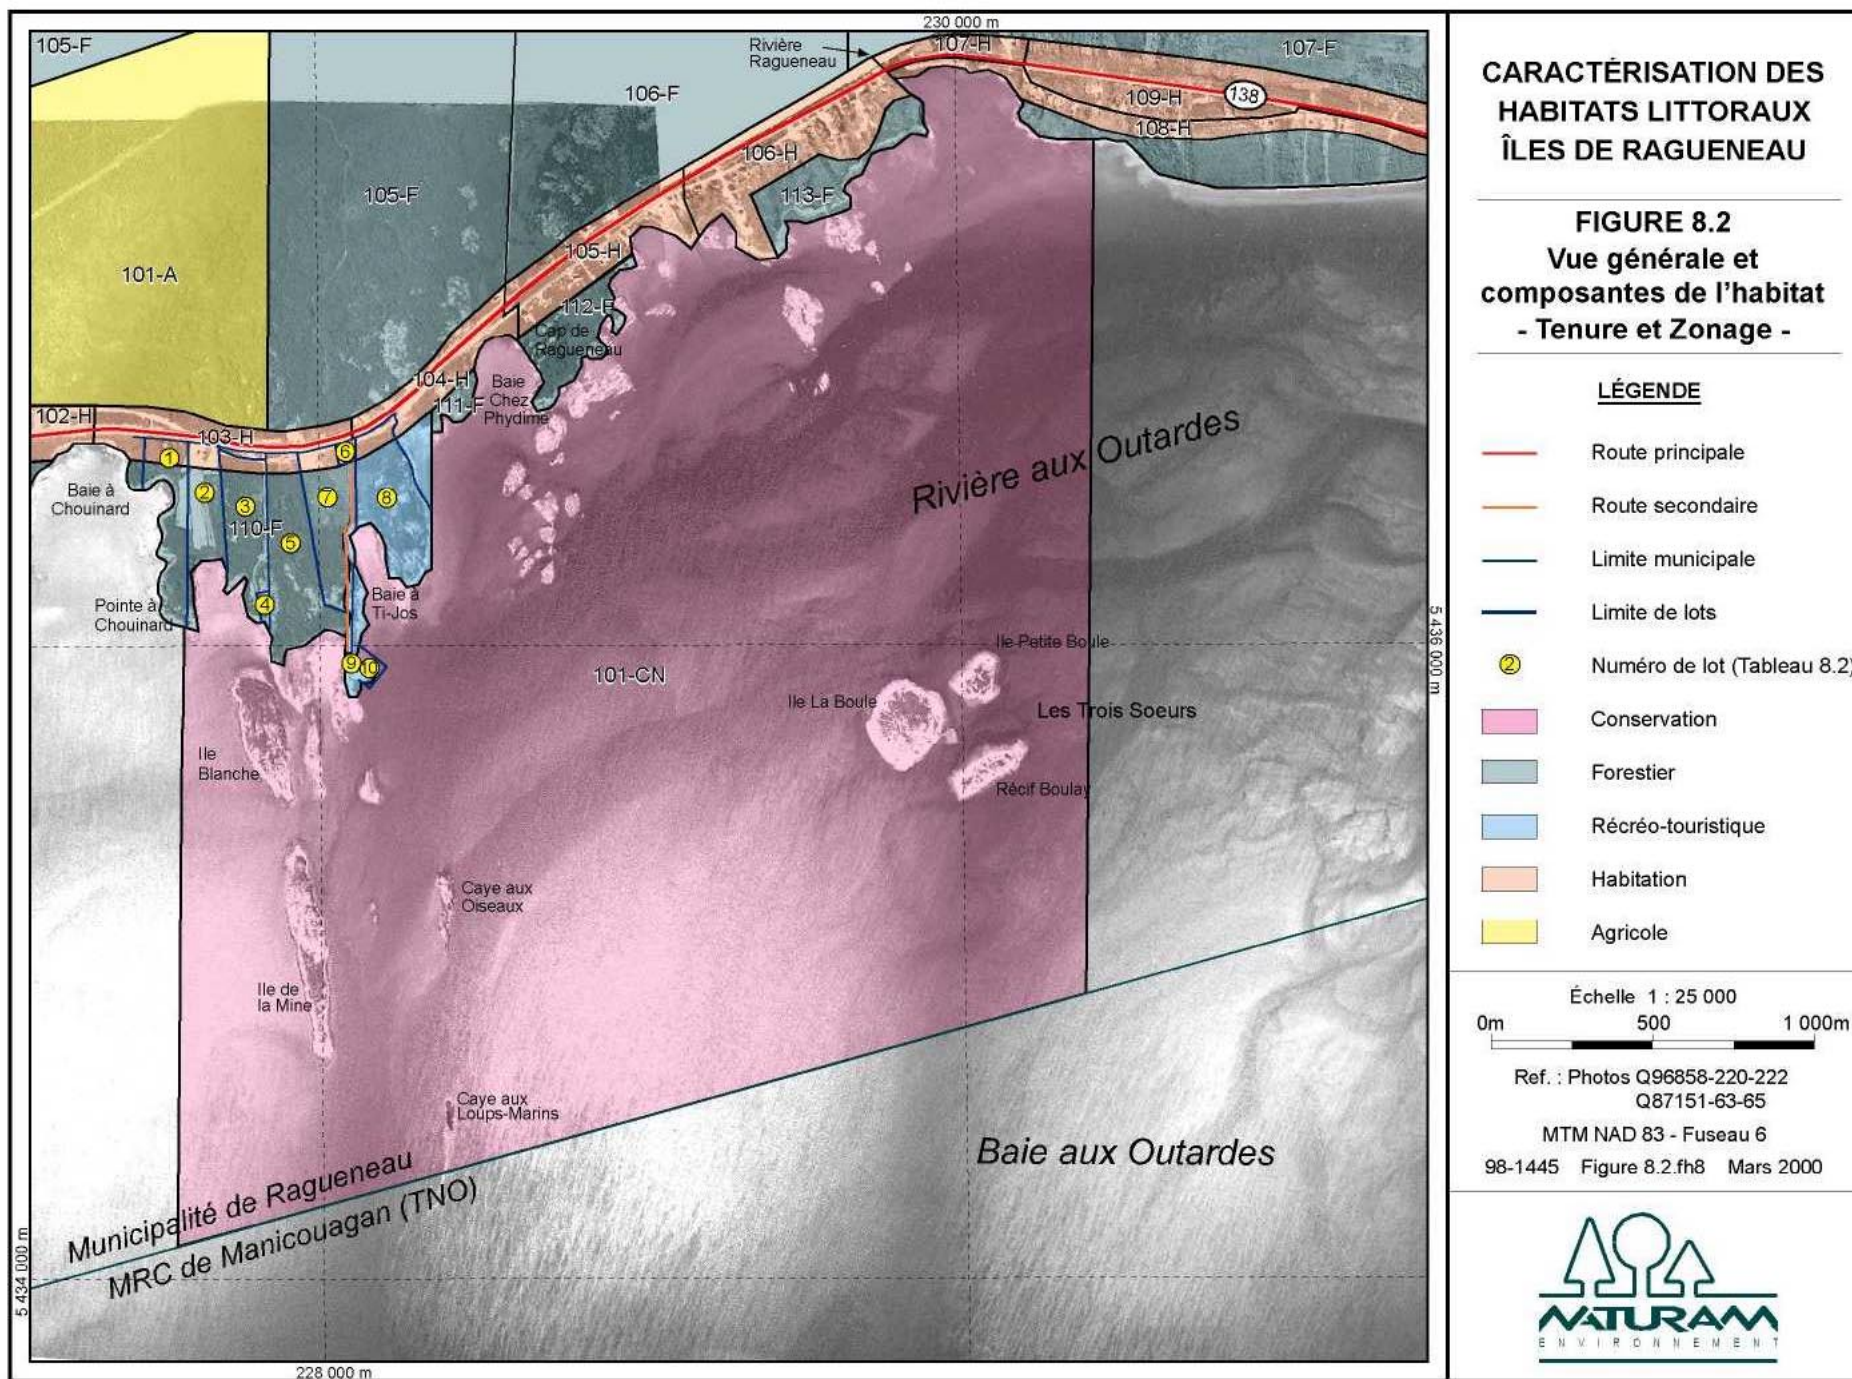 230 000 m
105-F
Rivière
Ragueneau
107-H
107-F
106-F
109-H
138
108-H
106-H
105-F
113-F
101-A
105-H
112-F
Cap de
Ragueneau
104-H
111-F
Baie
Chez
Phydime
102-H
103-H
1
6
Baie à
Chouinard
2
3
7
8
110-F
5
4
Pointe à
Chouinard
Baie à
Ti-Jos
9
10
Rivière aux Outardes
101-CN
Ile Petite Boule
Ile La Boule
Les Trois Soeurs
Récif Boulay
Ile
Blanche
Caye aux
Oiseaux
Ile de
la Mine
Caye aux
Loups-Marins
Baie aux Outardes
Municipalité de Ragueneau
MRC de Manicouagan (TNO)
5 436 000 m
5 434 000 m
228 000 m
CARACTÉRISATION DES
HABITATS LITTORAUX
ÎLES DE RAGUENEAU
FIGURE 8.2
Vue générale et
composantes de l'habitat
- Tenure et Zonage -
LÉGENDE
Route principale
Route secondaire
Limite municipale
Limite de lots
2 Numéro de lot (Tableau 8.2)
Conservation
Forestier
Récréo-touristique
Habitation
Agricole
Échelle 1 : 25 000
0m 500 1 000m
Ref. : Photos Q96858-220-222
Q87151-63-65
MTM NAD 83 - Fuseau 6
98-1445 Figure 8.2.fh8 Mars 2000
NATURAM
ENVIRONNEMENT